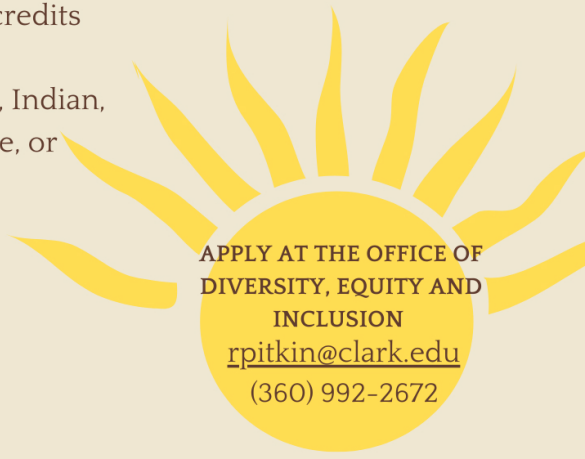 credits
, Indian,
e, or
APPLY AT THE OFFICE OF
DIVERSITY, EQUITY AND
INCLUSION
rpitkin@clark.edu
(360) 992-2672